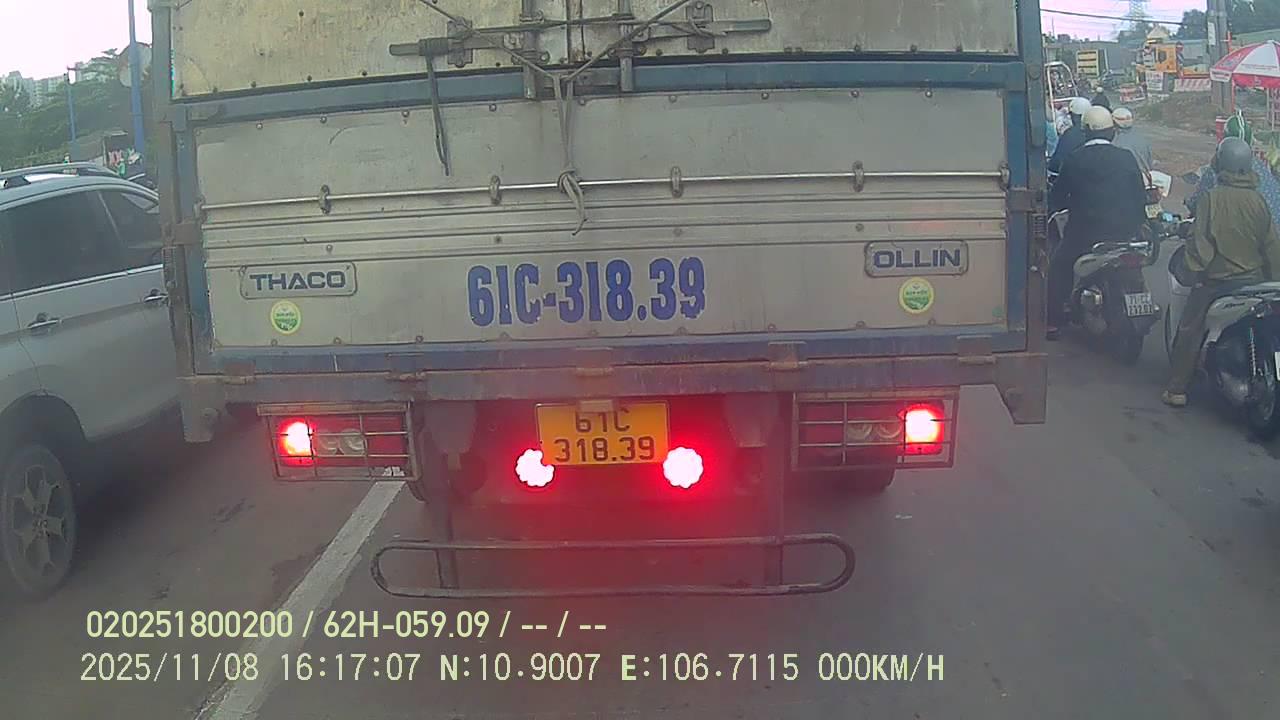 THACO
61C-318.39
OLLIN
61C
318.39
020251800200 / 62H-059.09 / -- / --
2025/11/08 16:17:07 N:10.9007 E:106.7115 000KM/H